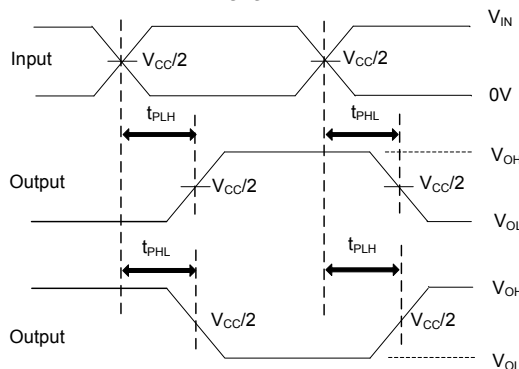 V_IN
Input
V_CC/2
V_CC/2
0V
t_PLH
t_PHL
V_OH
Output
V_CC/2
V_CC/2
V_OL
t_PHL
t_PLH
V_OH
V_CC/2
V_CC/2
Output
V_OL